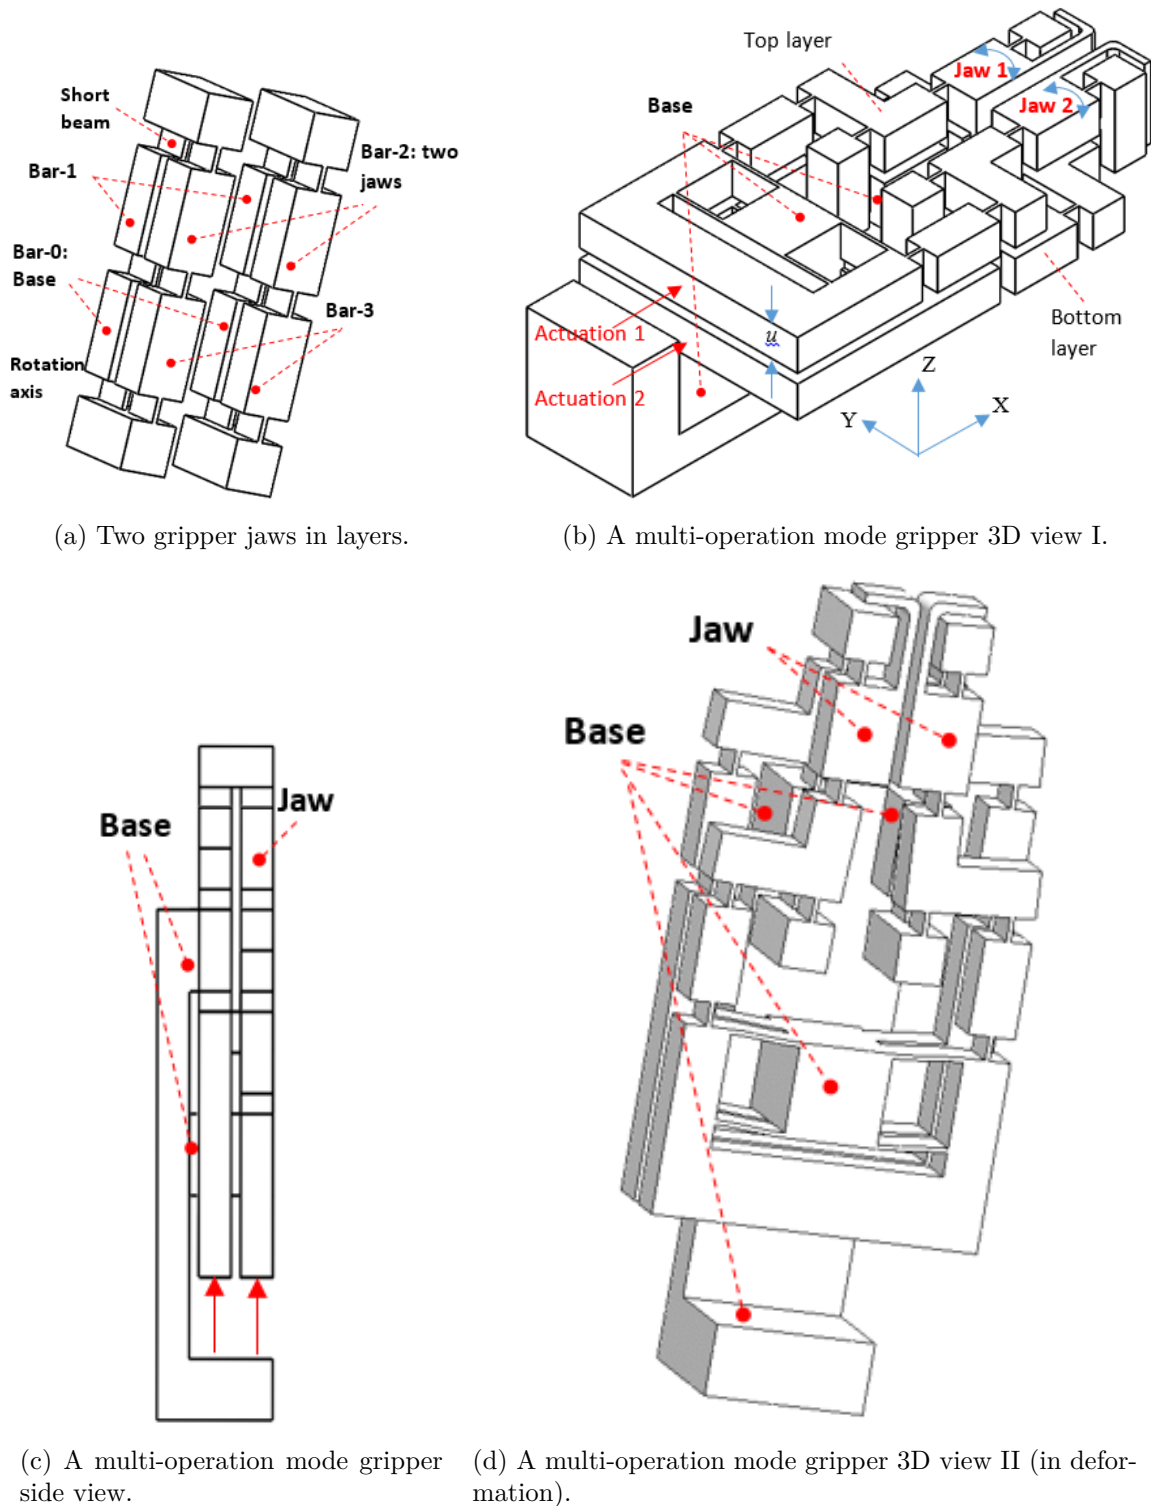 Short
beam
Bar-1
Bar-2: two
jaws
Bar-0:
Base
Bar-3
Rotation
axis
(a) Two gripper jaws in layers.
Top layer
Jaw 1
Jaw 2
Base
Actuation 1
u
Actuation 2
Bottom
layer
Z
X
Y
(b) A multi-operation mode gripper 3D view I.
Base
Jaw
(c) A multi-operation mode gripper
side view.
Jaw
Base
(d) A multi-operation mode gripper 3D view II (in defor-
mation).